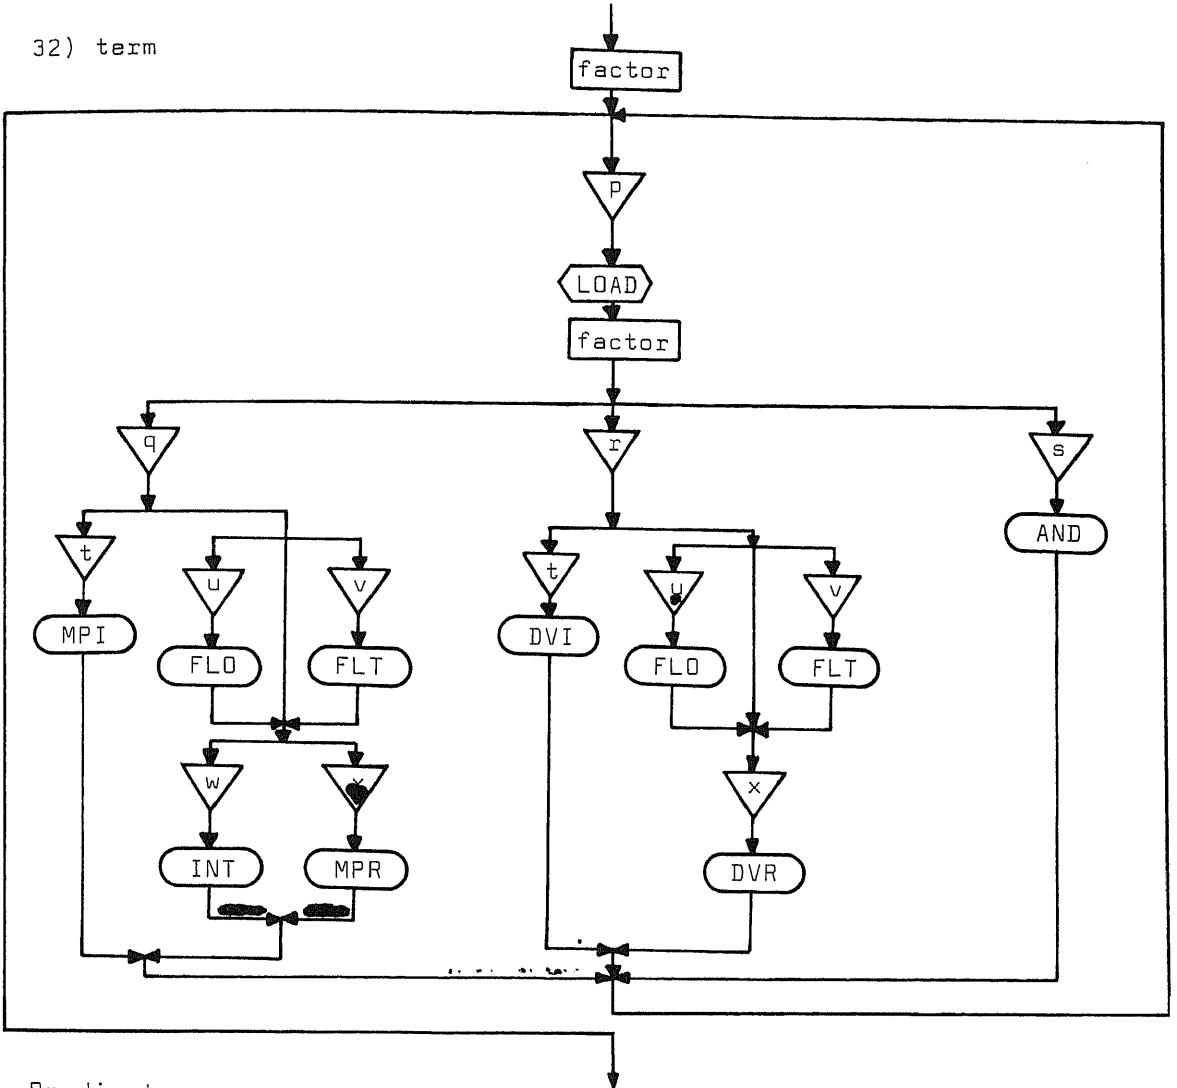 32) term
factor
p
LOAD
factor
q
r
s
t
u
v
t
u
v
AND
MPI
FLO
FLT
DVI
FLO
FLT
w
x
INT
MPR
DVR